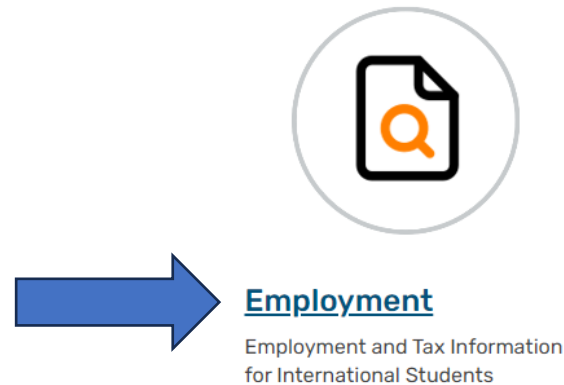 Employment
Employment and Tax Information
for International Students